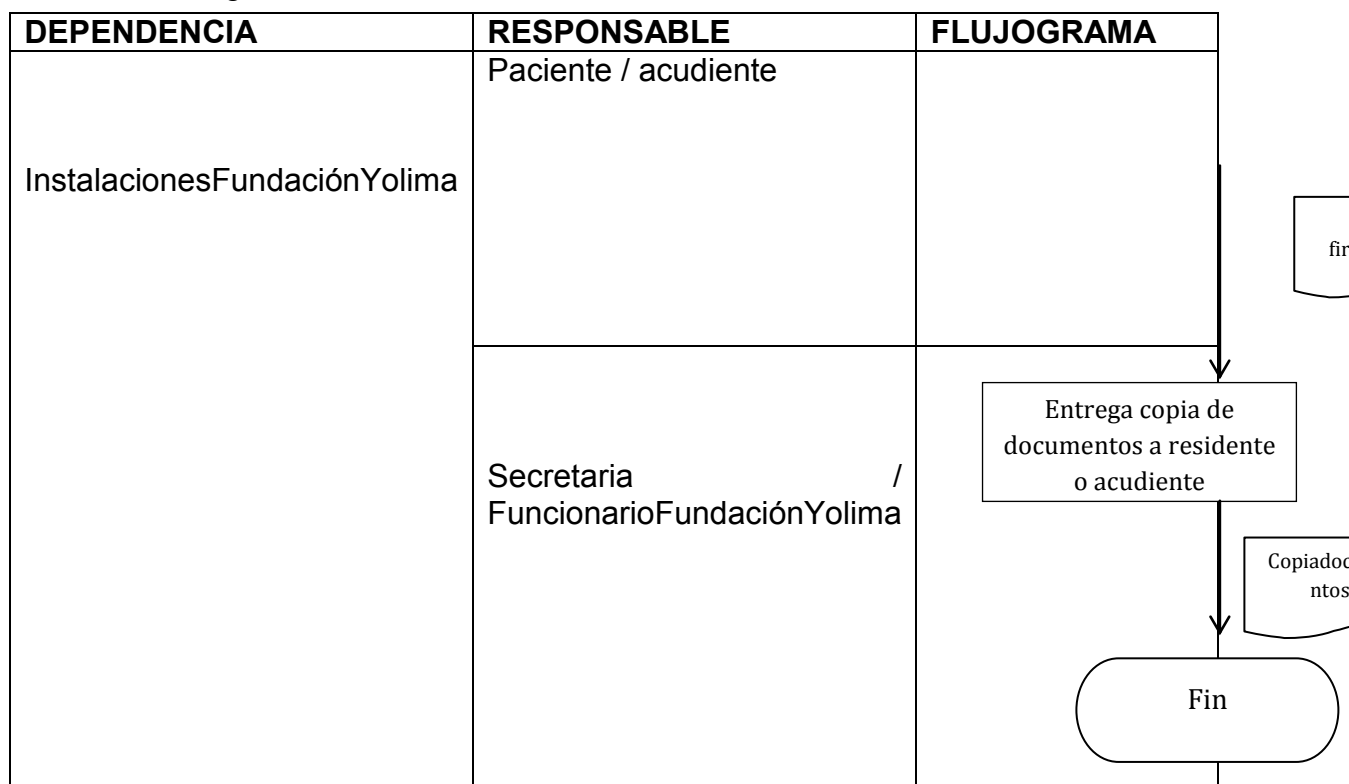 DEPENDENCIA RESPONSABLE FLUJOGRAMA
Paciente / acudiente
InstalacionesFundaciónYolima
Entrega copia de
documentos a residente
o acudiente
Secretaria /
FuncionarioFundaciónYolima
Fin